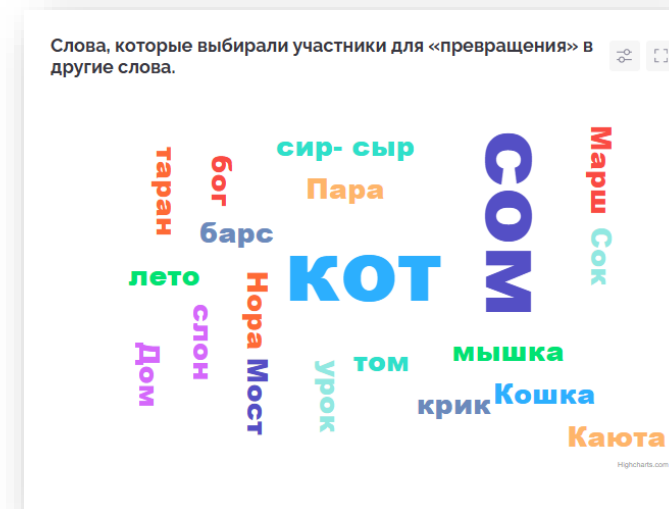 Слова, которые выбирали участники для «превращения» в
другие слова.
сир- сыр
Марш
таран
бог
сом
Пара
барс
Сок
кот
лето
Нора
слон
Дом
мышка
том
Мост
урок
Кошка
крик
Каюта
Highcharts.com